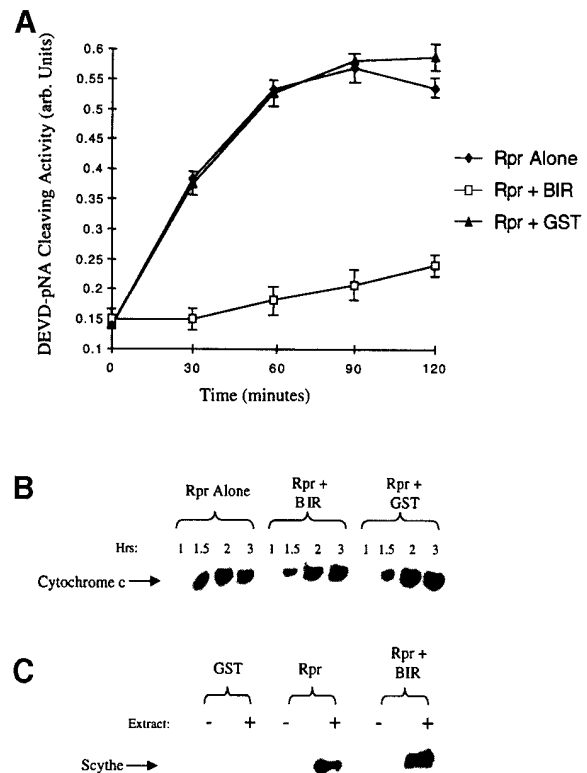 A
DEVD-pNA Cleaving Activity (arb. Units)
0.6
0.55
0.5
0.45
0.4
0.35
0.3
0.25
0.2
0.15
0.1
0 30 60 90 120
Time (minutes)
Rpr Alone
Rpr + BIR
Rpr + GST
B
Rpr Alone
Rpr +
BIR
Rpr +
GST
Hrs: 1 1.5 2 3 1 1.5 2 3 1 1.5 2 3
Cytochrome c
C
GST
Rpr
Rpr +
BIR
Extract: - + - + - +
Scythe